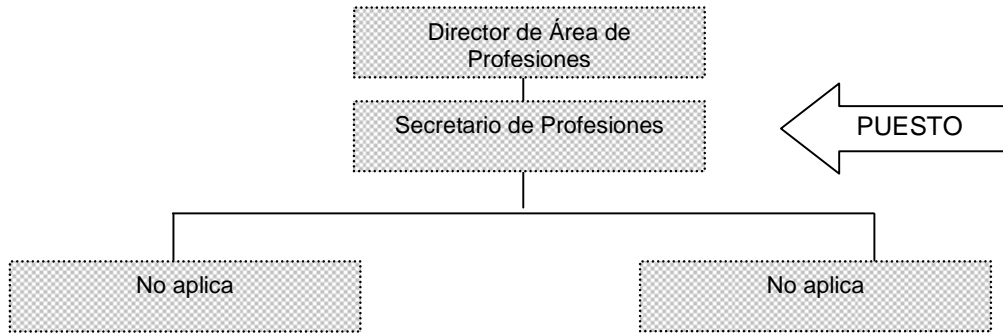 Director de Área de
Profesiones
Secretario de Profesiones
PUESTO
No aplica
No aplica